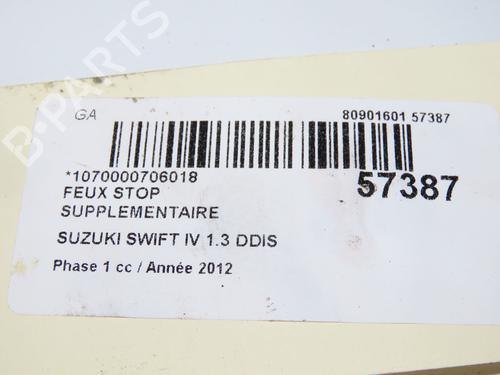 B-PARTS
GA
80901601 57387
*1070000706018
57387
FEUX STOP
SUPPLEMENTAIRE
SUZUKI SWIFT IV 1.3 DDIS
Phase 1 cc / Année 2012